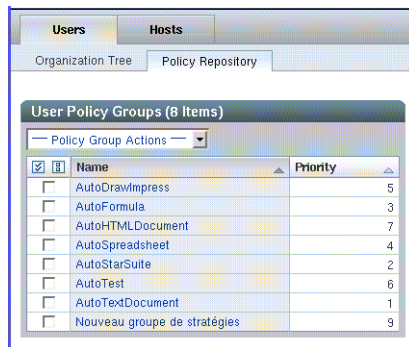 Users Hosts
Organization Tree Policy Repository
User Policy Groups (8 Items)
— Policy Group Actions —
Name Priority
AutoDrawImpress 5
AutoFormula 3
AutoHTMLDocument 7
AutoSpreadsheet 4
AutoStarSuite 2
AutoTest 6
AutoTextDocument 1
Nouveau groupe de stratégies 9